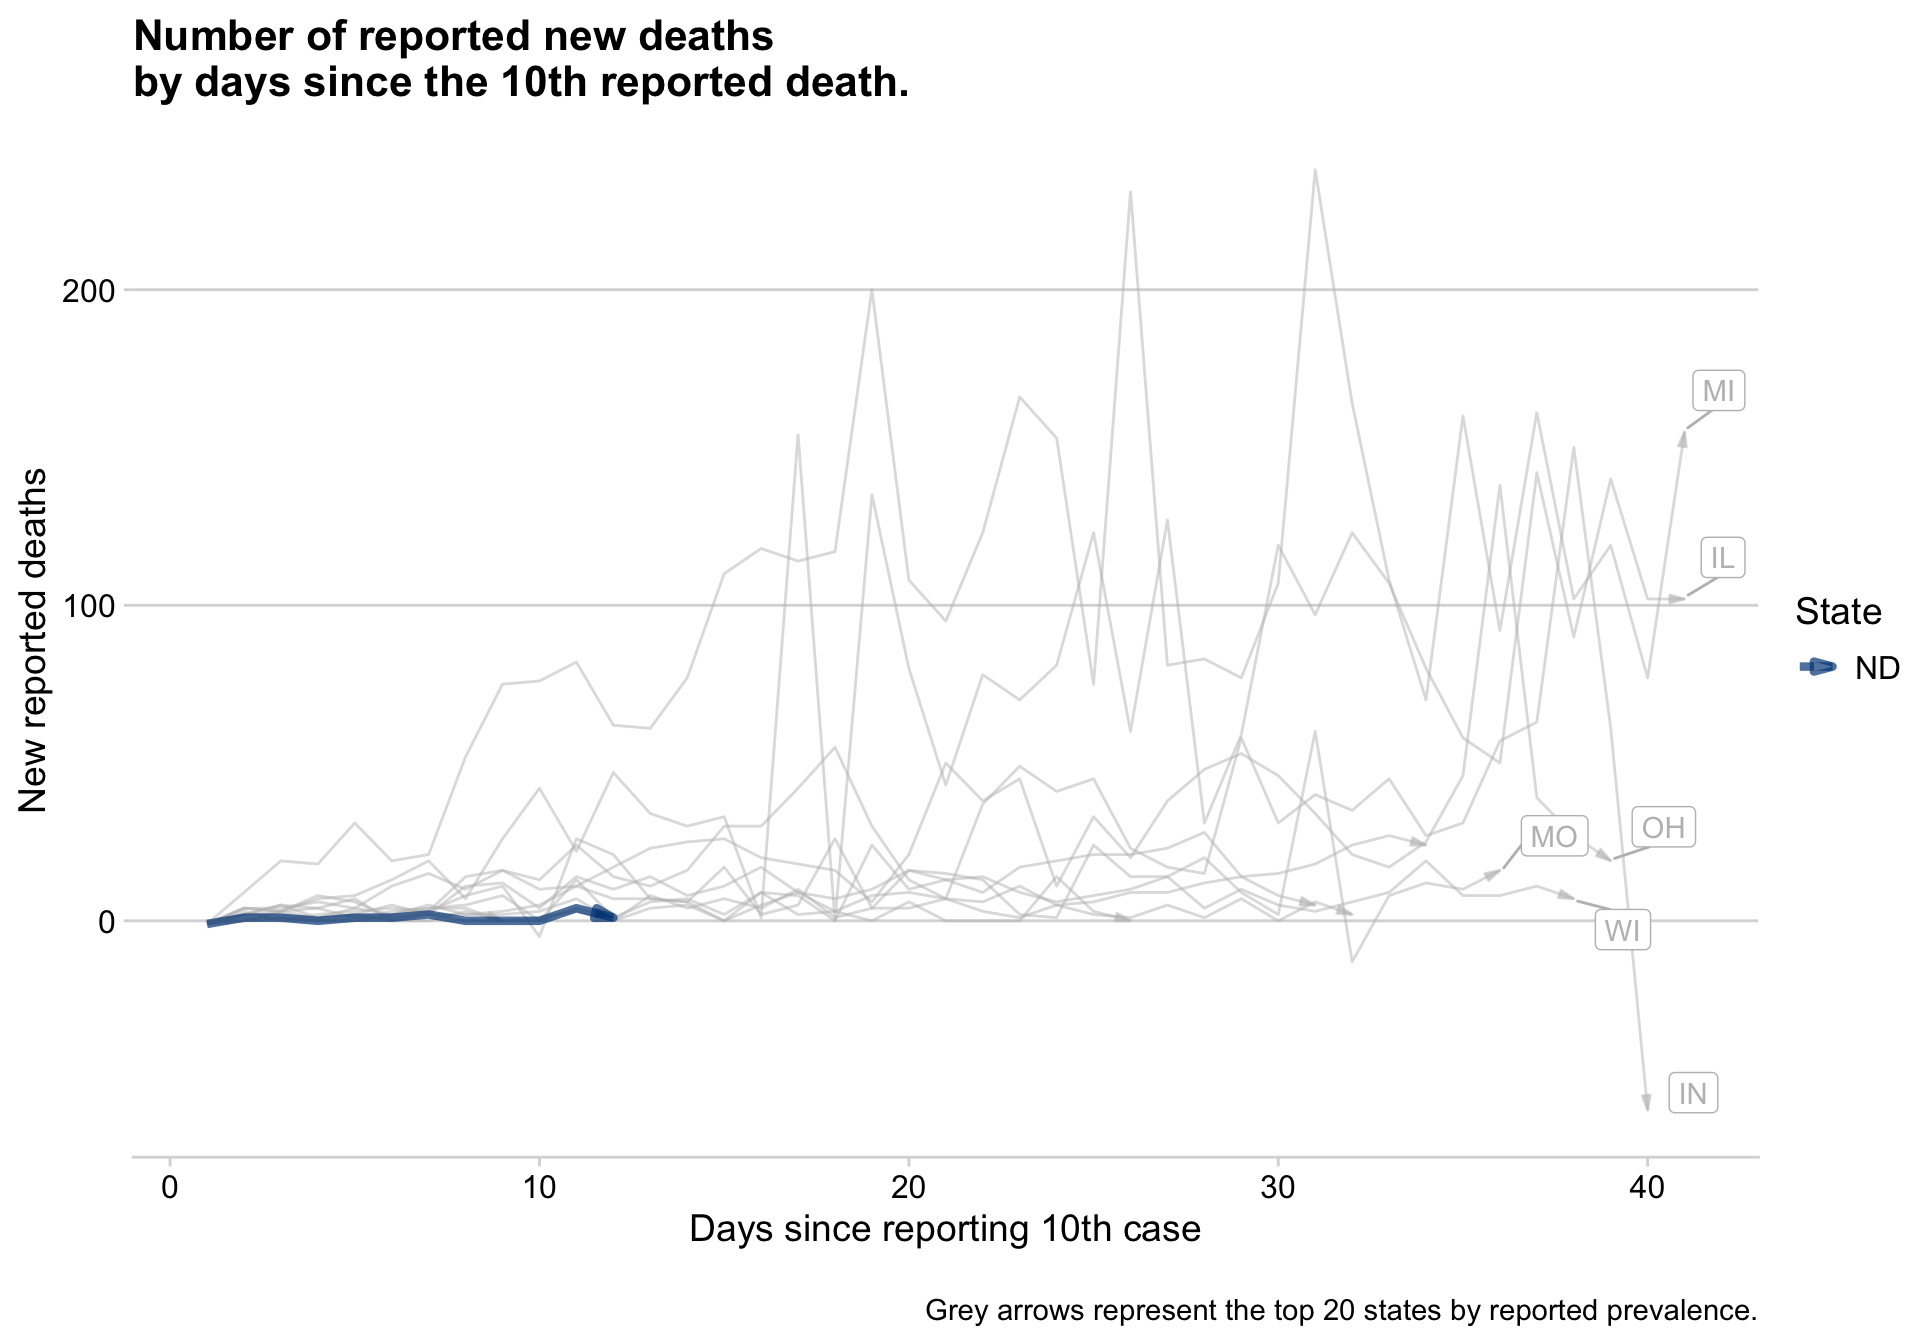 Number of reported new deaths
by days since the 10th reported death.
New reported deaths
200
100
0
MI
IL
MO
OH
WI
IN
State
ND
0
10
20
30
40
Days since reporting 10th case
Grey arrows represent the top 20 states by reported prevalence.